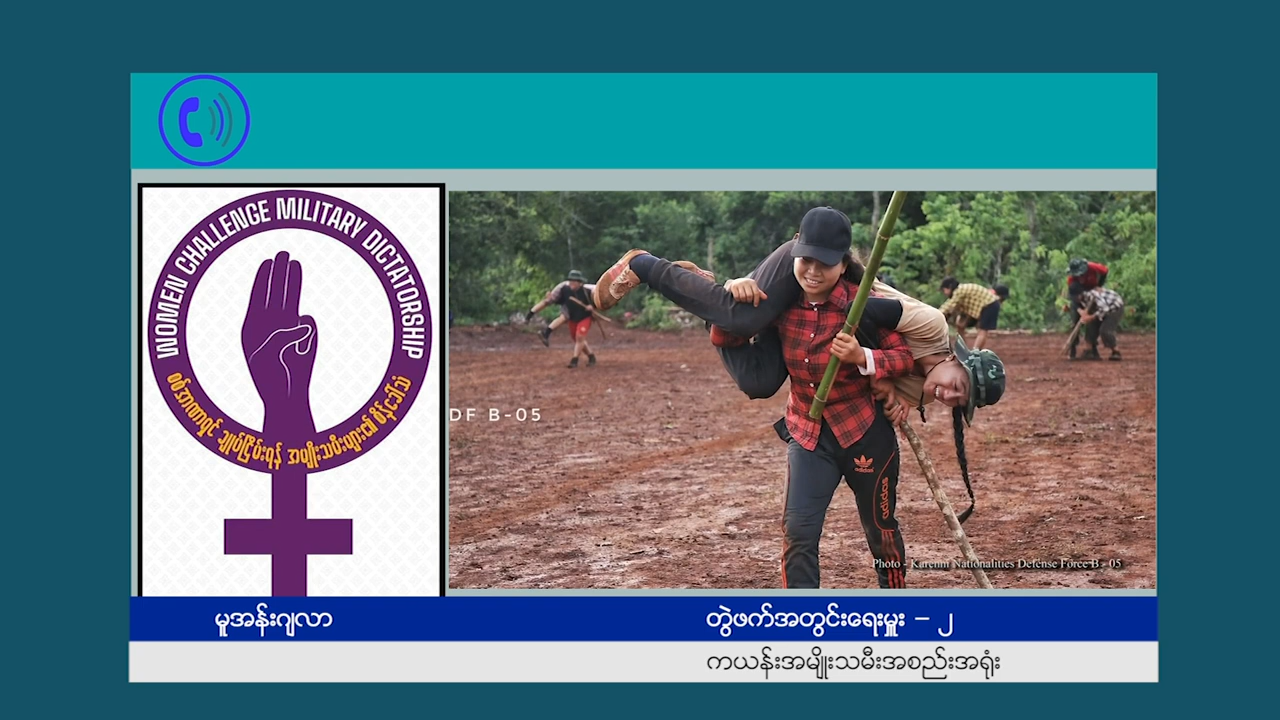 WOMEN CHALLENGE MILITARY DICTATORSHIP
စစ်အာဏာရှင် ချုပ်ငြိမ်းရန် အမျိုးသမီးများ၏ စိန်ခေါ်သံ
DF B-05
adidas
adidas
Photo - Karenni Nationalities Defense Force B - 05
မူအန်းဂျလာ
တွဲဖက်အတွင်းရေးမှူး – ၂
ကယန်းအမျိုးသမီးအစည်းအရုံး